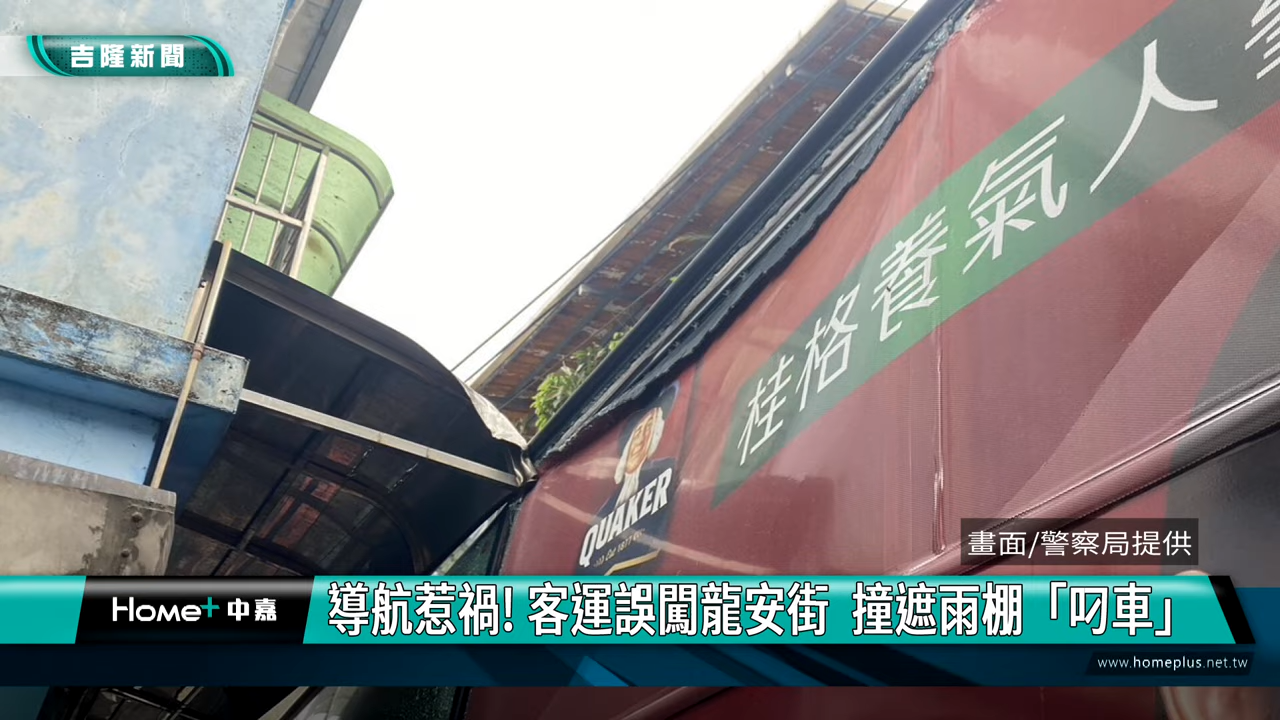 吉隆新聞
桂格養氣人
QUAKER
畫面/警察局提供
Home+中嘉
導航惹禍!客運誤闖龍安街 撞遮雨棚「叼車」
www.homeplus.net.tw